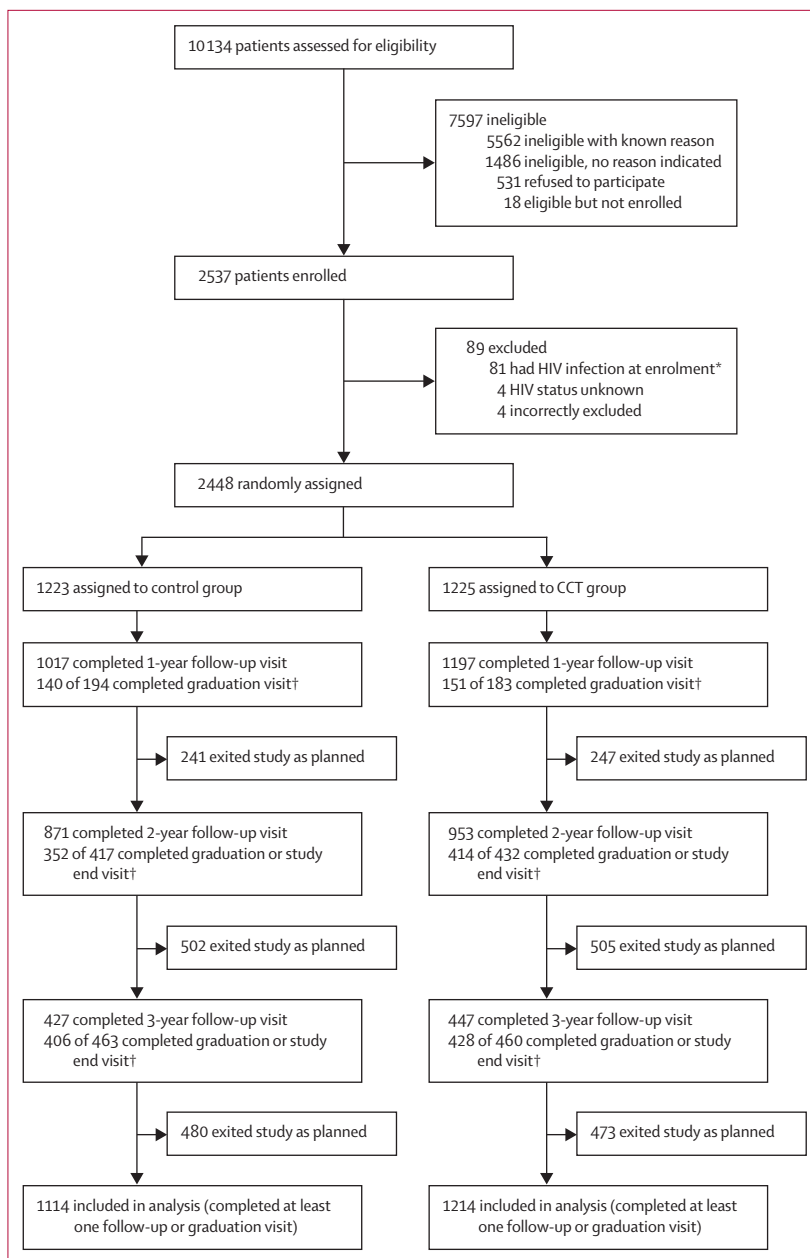 10134 patients assessed for eligibility
7597 ineligible
5562 ineligible with known reason
1486 ineligible, no reason indicated
531 refused to participate
18 eligible but not enrolled
2537 patients enrolled
89 excluded
81 had HIV infection at enrolment*
4 HIV status unknown
4 incorrectly excluded
2448 randomly assigned
1223 assigned to control group
1225 assigned to CCT group
1017 completed 1-year follow-up visit
140 of 194 completed graduation visit†
1197 completed 1-year follow-up visit
151 of 183 completed graduation visit†
241 exited study as planned
247 exited study as planned
871 completed 2-year follow-up visit
352 of 417 completed graduation or study
end visit†
953 completed 2-year follow-up visit
414 of 432 completed graduation or study
end visit†
502 exited study as planned
505 exited study as planned
427 completed 3-year follow-up visit
406 of 463 completed graduation or study
end visit†
447 completed 3-year follow-up visit
428 of 460 completed graduation or study
end visit†
480 exited study as planned
473 exited study as planned
1114 included in analysis (completed at least
one follow-up or graduation visit)
1214 included in analysis (completed at least
one follow-up or graduation visit)